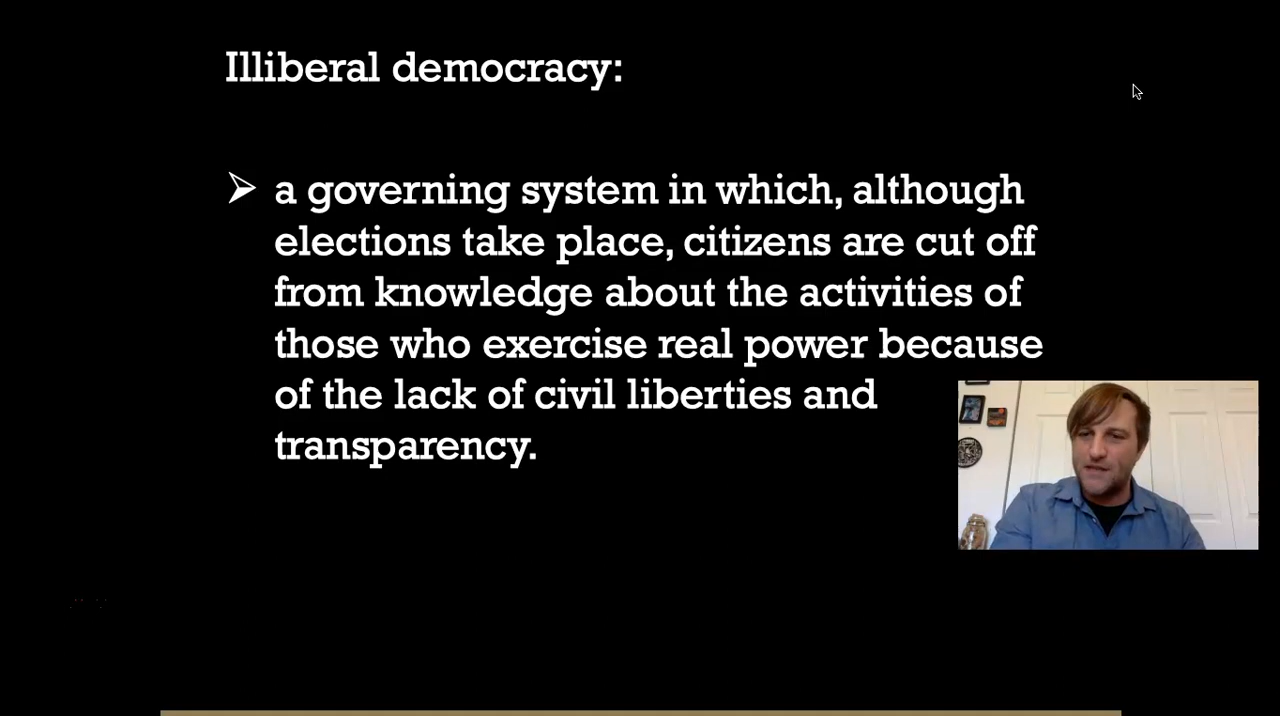 Illiberal democracy:
a governing system in which, although
elections take place, citizens are cut off
from knowledge about the activities of
those who exercise real power because
of the lack of civil liberties and
transparency.